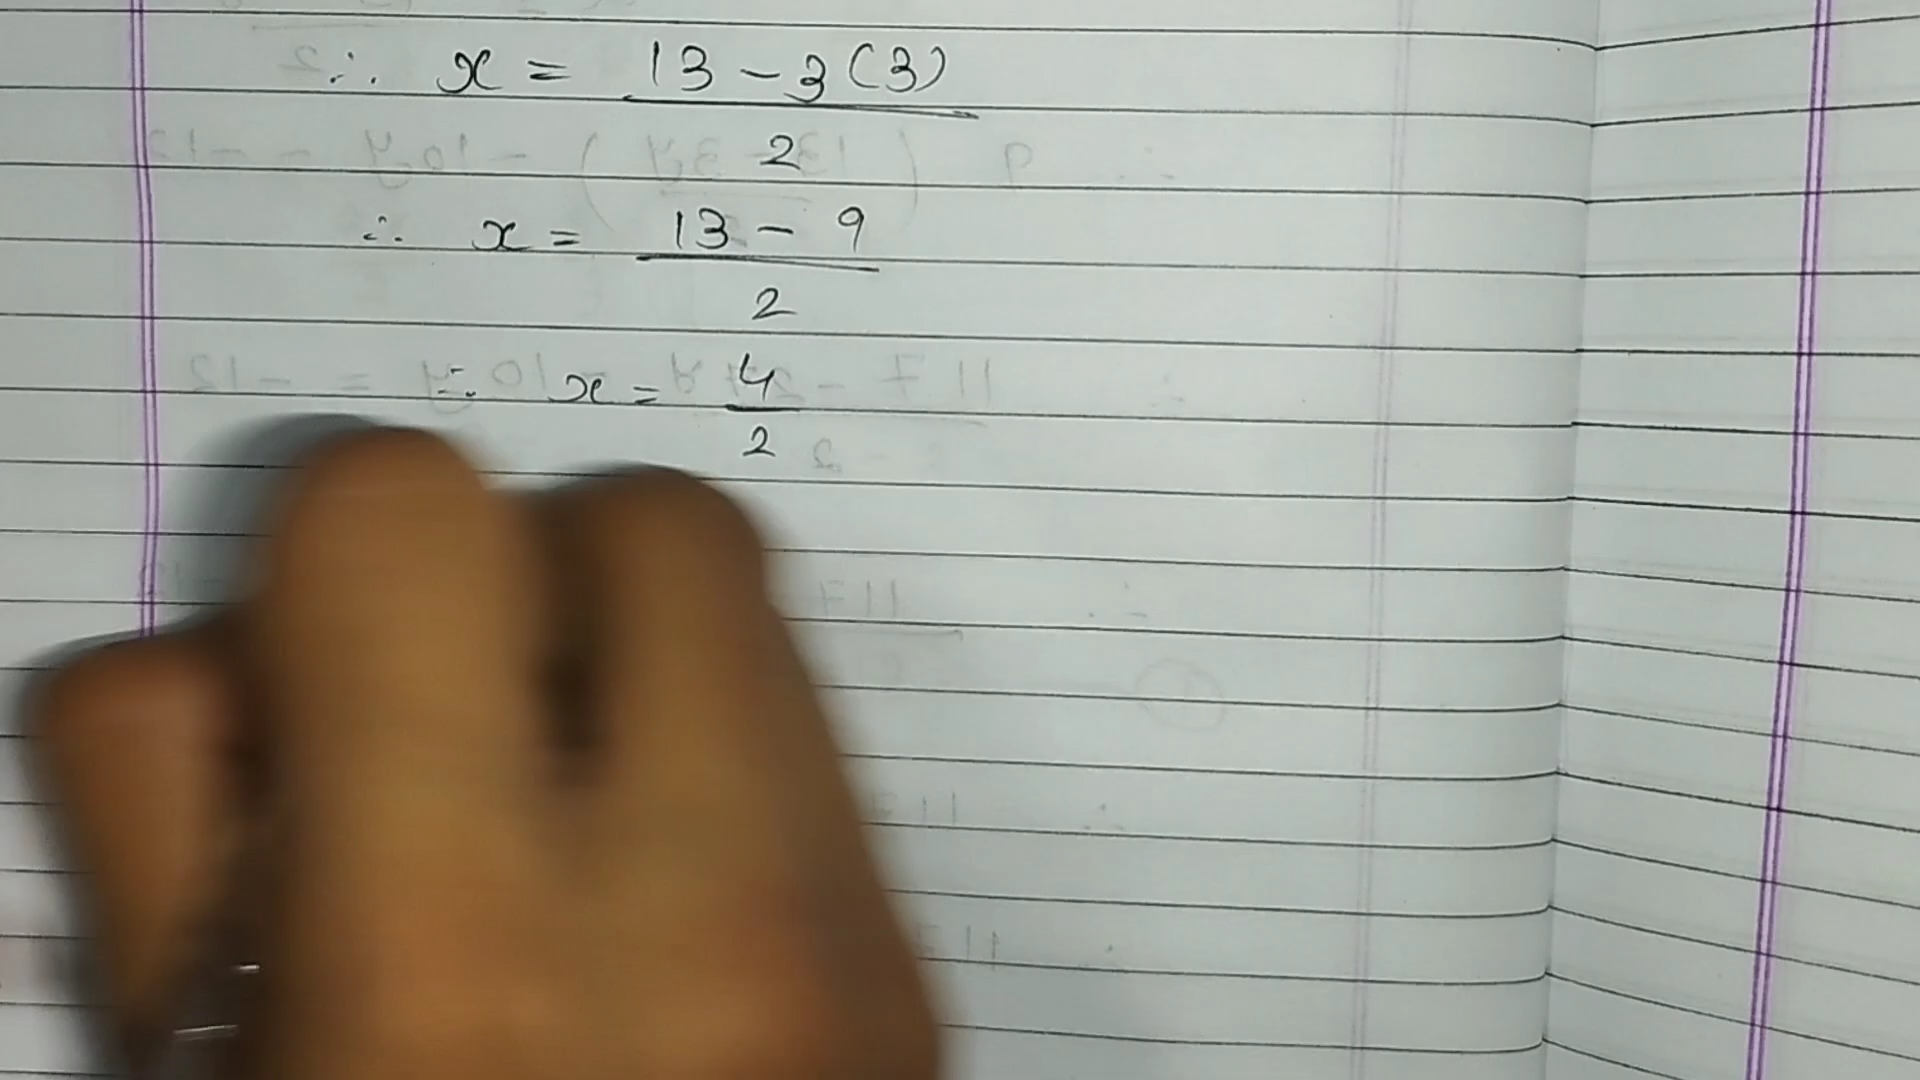 ∴ x = 13 - 3(3)
2
∴ x = 13 - 9
2
∴ x = 4
2